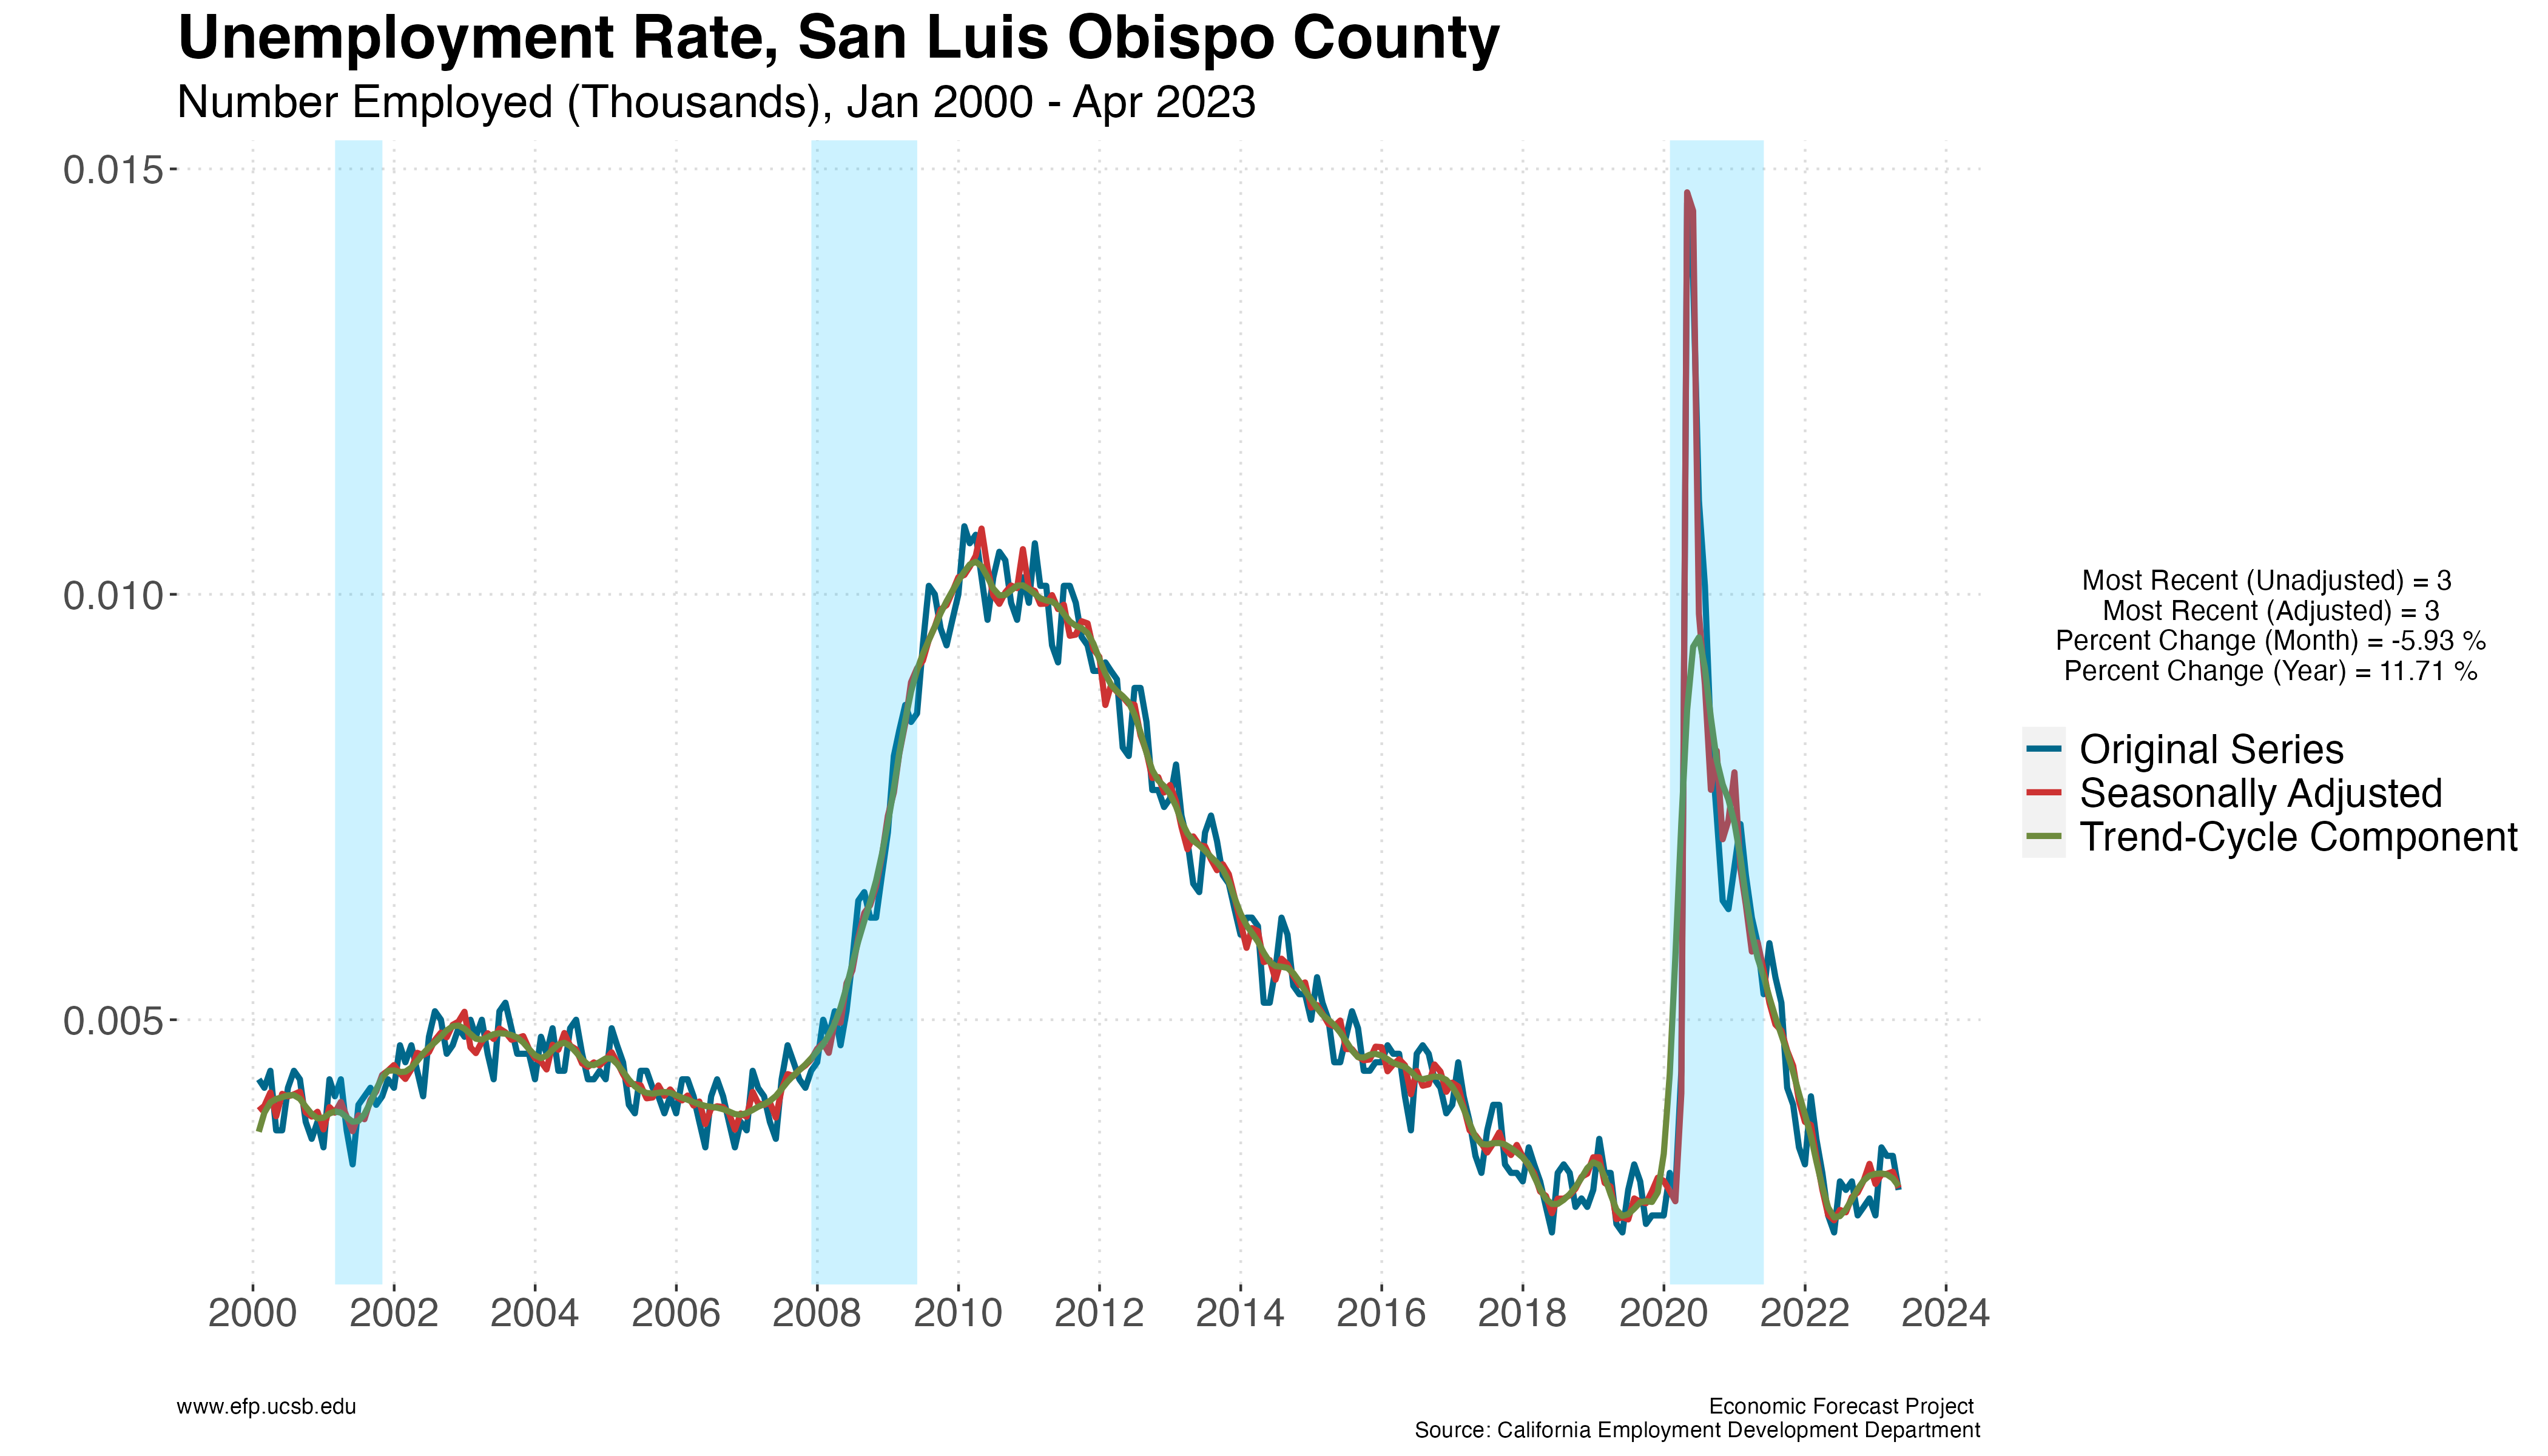 Unemployment Rate, San Luis Obispo County
Number Employed (Thousands), Jan 2000 - Apr 2023
0.015
0.010
0.005
2000 2002 2004 2006 2008 2010 2012 2014 2016 2018 2020 2022 2024
Most Recent (Unadjusted) = 3
Most Recent (Adjusted) = 3
Percent Change (Month) = -5.93 %
Percent Change (Year) = 11.71 %
Original Series
Seasonally Adjusted
Trend-Cycle Component
www.efp.ucsb.edu
Economic Forecast Project
Source: California Employment Development Department